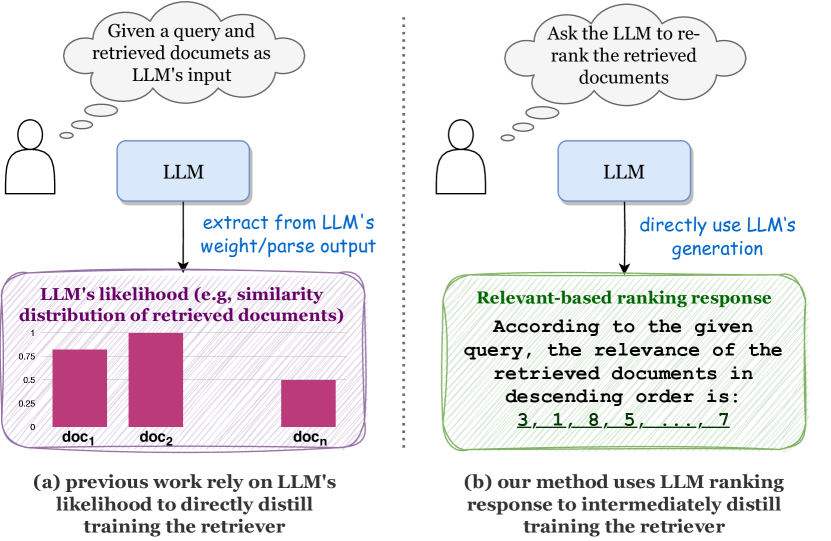 Given a query and
retrieved documets as
LLM's input
LLM
extract from LLM's
weight/parse output
LLM's likelihood (e.g, similarity
distribution of retrieved documents)
1
0.75
0.5
0.25
0
doc1
doc2
docn
(a) previous work rely on LLM's
likelihood to directly distill
training the retriever
Ask the LLM to re-
rank the retrieved
documents
LLM
directly use LLM's
generation
Relevant-based ranking response
According to the given
query, the relevance of the
retrieved documents in
descending order is:
3, 1, 8, 5, ..., 7
(b) our method uses LLM ranking
response to intermediately distill
training the retriever